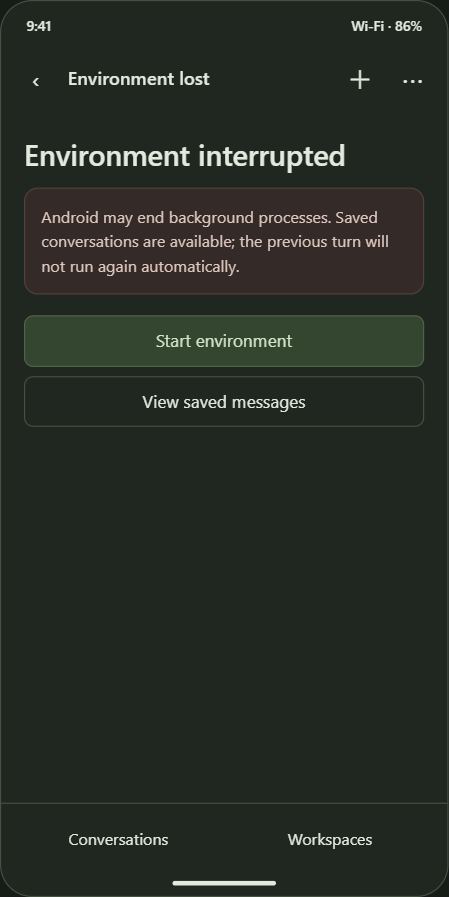 9:41
Wi-Fi · 86%
‹ Environment lost + ...
Environment interrupted
Android may end background processes. Saved
conversations are available; the previous turn will
not run again automatically.
Start environment
View saved messages
Conversations
Workspaces